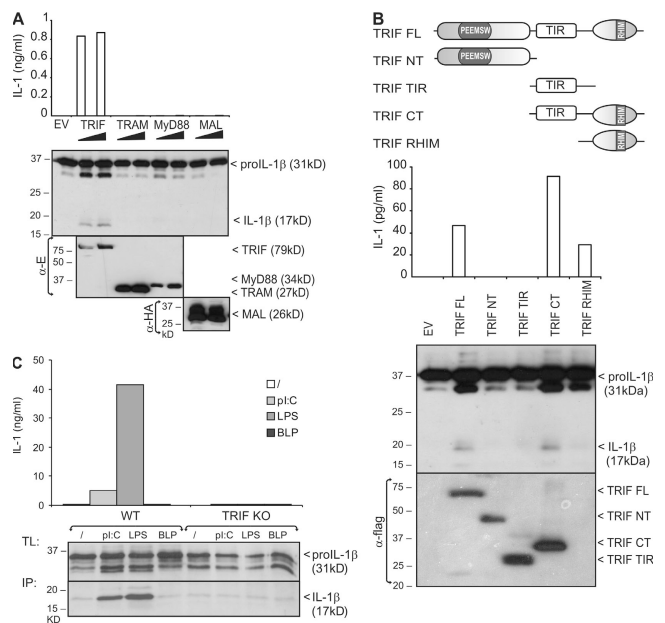 A
IL-1 (ng/ml)
1
0.8
0.6
0.4
0.2
0
EV TRIF TRAM MyD88 MAL
37
25
20
15
< proIL-1β (31kD)
< IL-1β (17kD)
α-E
75
50
37
< TRIF (79kD)
< MyD88 (34kD)
< TRAM (27kD)
α-HA
37
25
kD
< MAL (26kD)
B
TRIF FL PEEMSW TIR RHIM
TRIF NT PEEMSW
TRIF TIR TIR
TRIF CT TIR RHIM
TRIF RHIM RHIM
IL-1 (pg/ml)
100
80
60
40
20
0
EV TRIF FL TRIF NT TRIF TIR TRIF CT TRIF RHIM
37
25
20
15
< proIL-1β
(31kDa)
< IL-1β
(17kDa)
α-flag
75
50
37
25
20
< TRIF FL
< TRIF NT
< TRIF CT
< TRIF TIR
C
IL-1 (ng/ml)
50
40
30
20
10
0
/
pI:C
LPS
BLP
WT TRIF KO
/ pI:C LPS BLP / pI:C LPS BLP
TL:
37
< proIL-1β
(31kD)
IP:
20
15
KD
< IL-1β
(17kD)